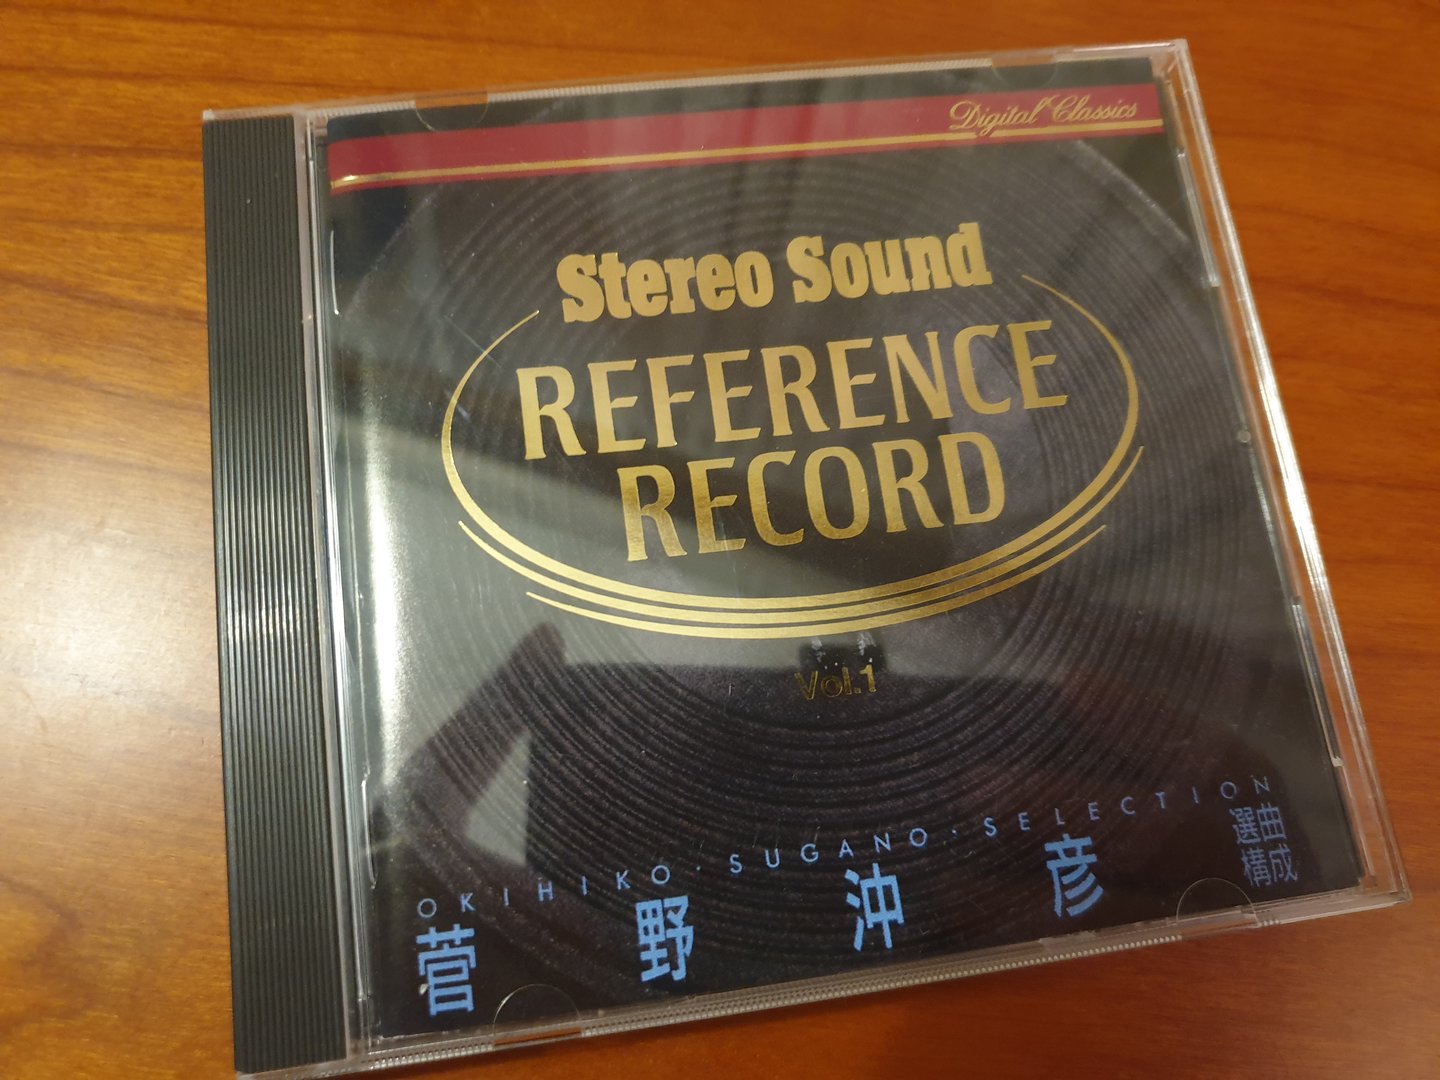 Digital Classics
Stereo Sound
REFERENCE
RECORD
Vol.1
OKIHIKO・SUGANO・SELECTION
菅野沖彦 選曲
構成